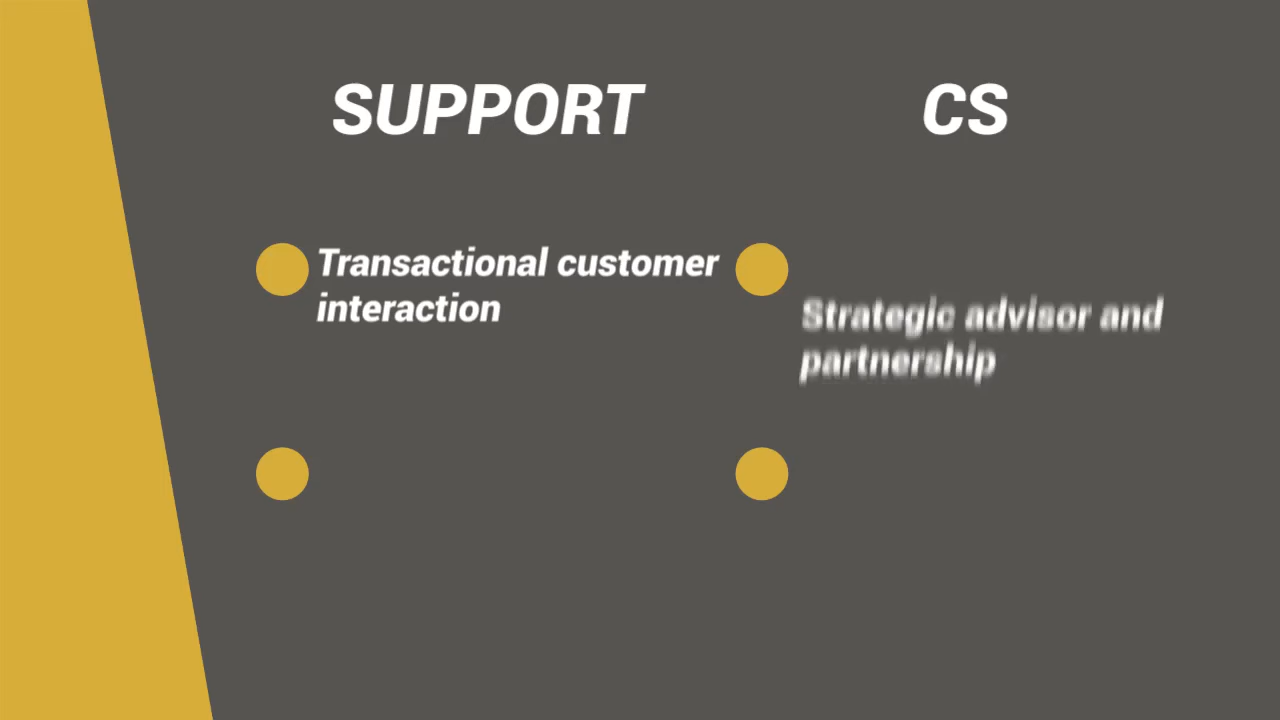 SUPPORT
CS
Transactional customer
interaction
Strategic advisor and
partnership